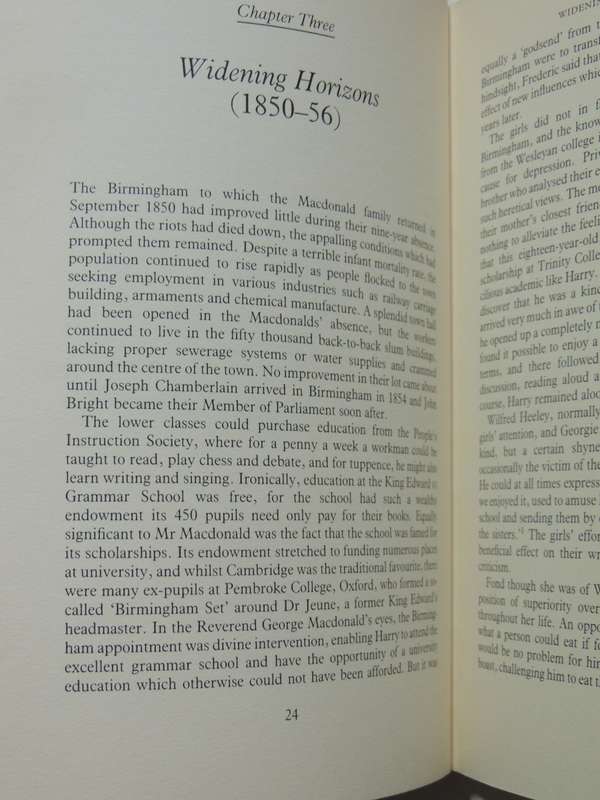 Chapter Three
Widening Horizons
(1850–56)
The Birmingham to which the Macdonald family returned in
September 1850 had improved little during their nine-year absence.
Although the riots had died down, the appalling conditions which had
prompted them remained. Despite a terrible infant mortality rate, the
population continued to rise rapidly as people flocked to the town
seeking employment in various industries such as railway carriage
building, armaments and chemical manufacture. A splendid town hall
had been opened in the Macdonalds' absence, but the workers
continued to live in the fifty thousand back-to-back slum buildings,
lacking proper sewerage systems or water supplies and crammed
around the centre of the town. No improvement in their lot came about
until Joseph Chamberlain arrived in Birmingham in 1854 and John
Bright became their Member of Parliament soon after.
The lower classes could purchase education from the People's
Instruction Society, where for a penny a week a workman could be
taught to read, play chess and debate, and for tuppence, he might also
learn writing and singing. Ironically, education at the King Edward VI
Grammar School was free, for the school had such a wealthy
endowment its 450 pupils need only pay for their books. Equally
significant to Mr Macdonald was the fact that the school was famed for
its scholarships. Its endowment stretched to funding numerous places
at university, and whilst Cambridge was the traditional favourite, there
were many ex-pupils at Pembroke College, Oxford, who formed a so-
called 'Birmingham Set' around Dr Jeune, a former King Edward's
headmaster. In the Reverend George Macdonald's eyes, the Birming-
ham appointment was divine intervention, enabling Harry to attend the
excellent grammar school and have the opportunity of a university
education which otherwise could not have been afforded. But it was
24
WIDENIN
equally a 'godsend' from t
Birmingham were to transf
hindsight, Frederic said that
effect of new influences which
years later.
The girls did not in f
Birmingham, and the know
from the Wesleyan college i
cause for depression. Priv
brother who analysed their e
such heretical views. The mo
their mother's closest frien
nothing to alleviate the feeli
that this eighteen-year-old
scholarship at Trinity Colle
cilious academic like Harry.
discover that he was a kind
arrived very much in awe of t
he opened up a completely n
found it possible to enjoy a
terms, and there followed
discussion, reading aloud a
course, Harry remained aloo
Wilfred Heeley, normally
girls' attention, and Georgie
kind, but a certain shyne
occasionally the victim of the
He could at all times express
we enjoyed it, used to amuse
school and sending them by
the sisters.'1 The girls' effor
beneficial effect on their wr
criticism.
Fond though she was of W
position of superiority over
throughout her life. An oppo
what a person could eat if fo
would be no problem for him
boast, challenging him to eat t